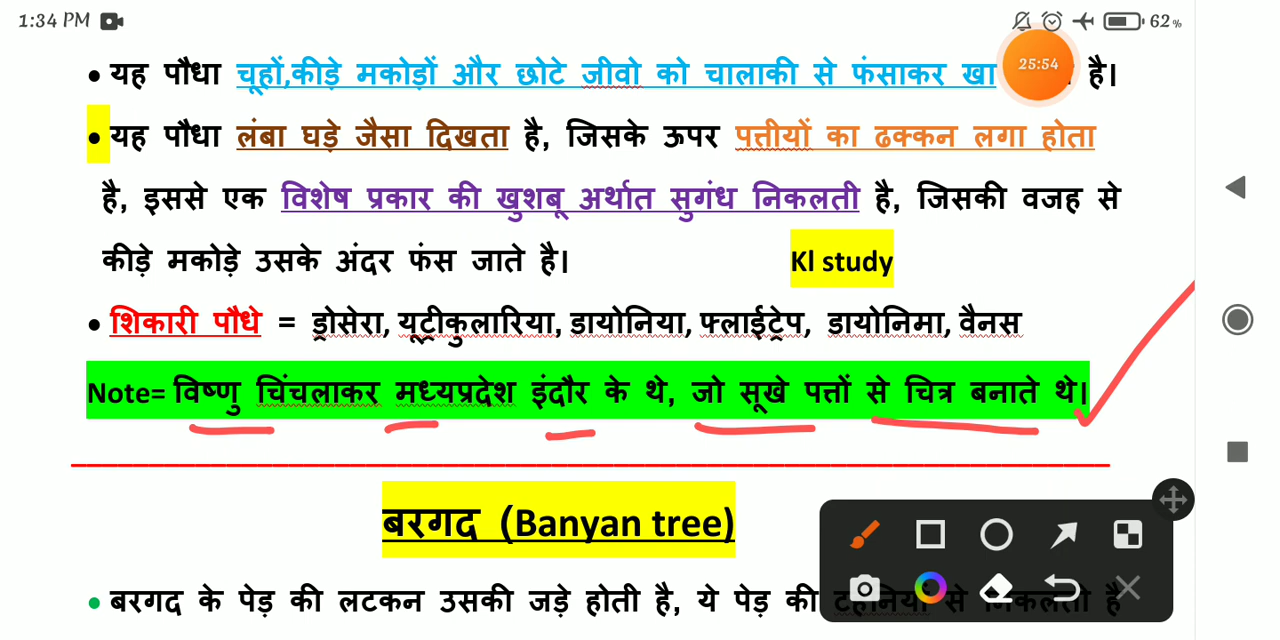 1:34 PM
62%
25:54
• यह पौधा चूहों,कीड़े मकोड़ों और छोटे जीवो को चालाकी से फंसाकर खा है।
• यह पौधा लंबा घड़े जैसा दिखता है, जिसके ऊपर पत्तीयों का ढक्कन लगा होता
है, इससे एक विशेष प्रकार की खुशबू अर्थात सुगंध निकलती है, जिसकी वजह से
कीड़े मकोड़े उसके अंदर फंस जाते है।
Kl study
• शिकारी पौधे = ड्रोसेरा, यूट्रीकुलारिया, डायोनिया, फ्लाईट्रेप, डायोनिमा, वैनस
Note= विष्णु चिंचलाकर मध्यप्रदेश इंदौर के थे, जो सूखे पत्तों से चित्र बनाते थे।
बरगद (Banyan tree)
• बरगद के पेड़ की लटकन उसकी जड़े होती है, ये पेड़ की टहनियों से निकलती है